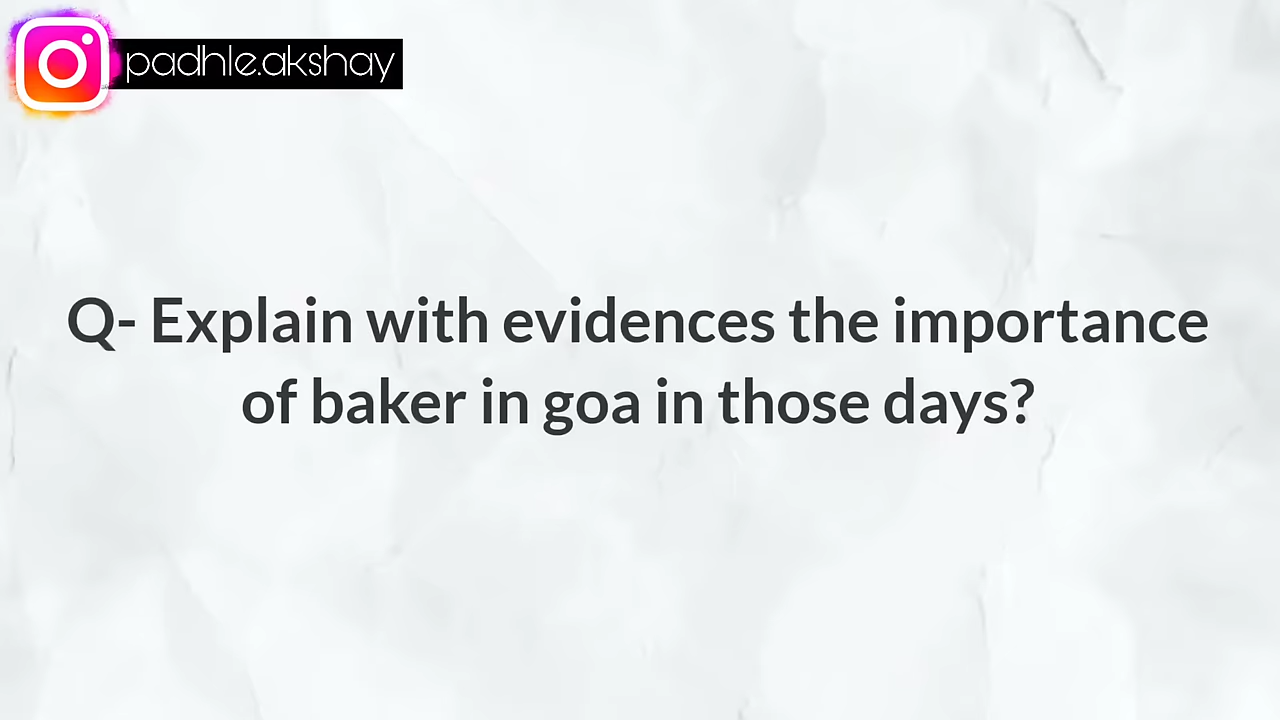 padhle.akshay
Q- Explain with evidences the importance
of baker in goa in those days?